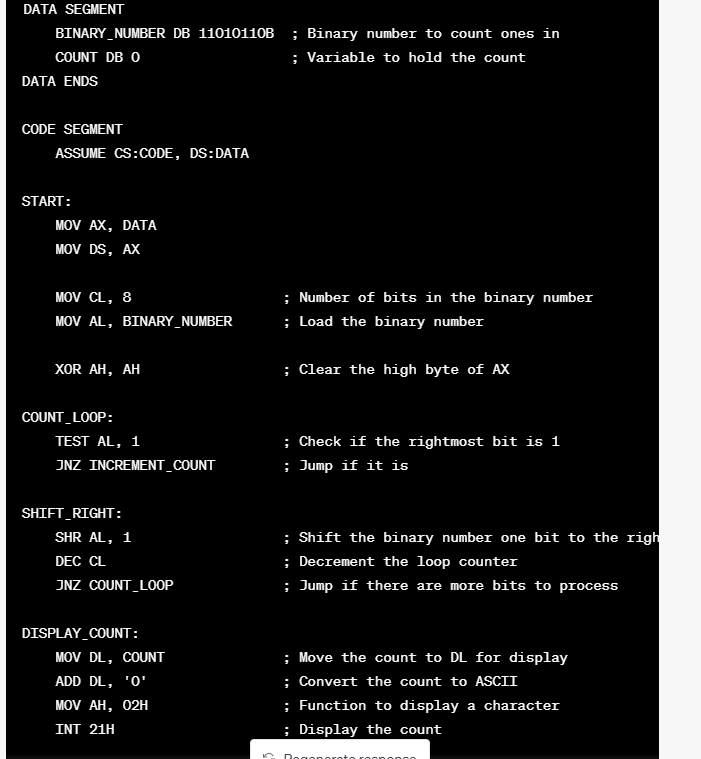 DATA SEGMENT
BINARY_NUMBER DB 11010110B ; Binary number to count ones in
COUNT DB 0 ; Variable to hold the count
DATA ENDS
CODE SEGMENT
ASSUME CS:CODE, DS:DATA
START:
MOV AX, DATA
MOV DS, AX
MOV CL, 8 ; Number of bits in the binary number
MOV AL, BINARY_NUMBER ; Load the binary number
XOR AH, AH ; Clear the high byte of AX
COUNT_LOOP:
TEST AL, 1 ; Check if the rightmost bit is 1
JNZ INCREMENT_COUNT ; Jump if it is
SHIFT_RIGHT:
SHR AL, 1 ; Shift the binary number one bit to the righ
DEC CL ; Decrement the loop counter
JNZ COUNT_LOOP ; Jump if there are more bits to process
DISPLAY_COUNT:
MOV DL, COUNT ; Move the count to DL for display
ADD DL, '0' ; Convert the count to ASCII
MOV AH, 02H ; Function to display a character
INT 21H ; Display the count
Regenerate response